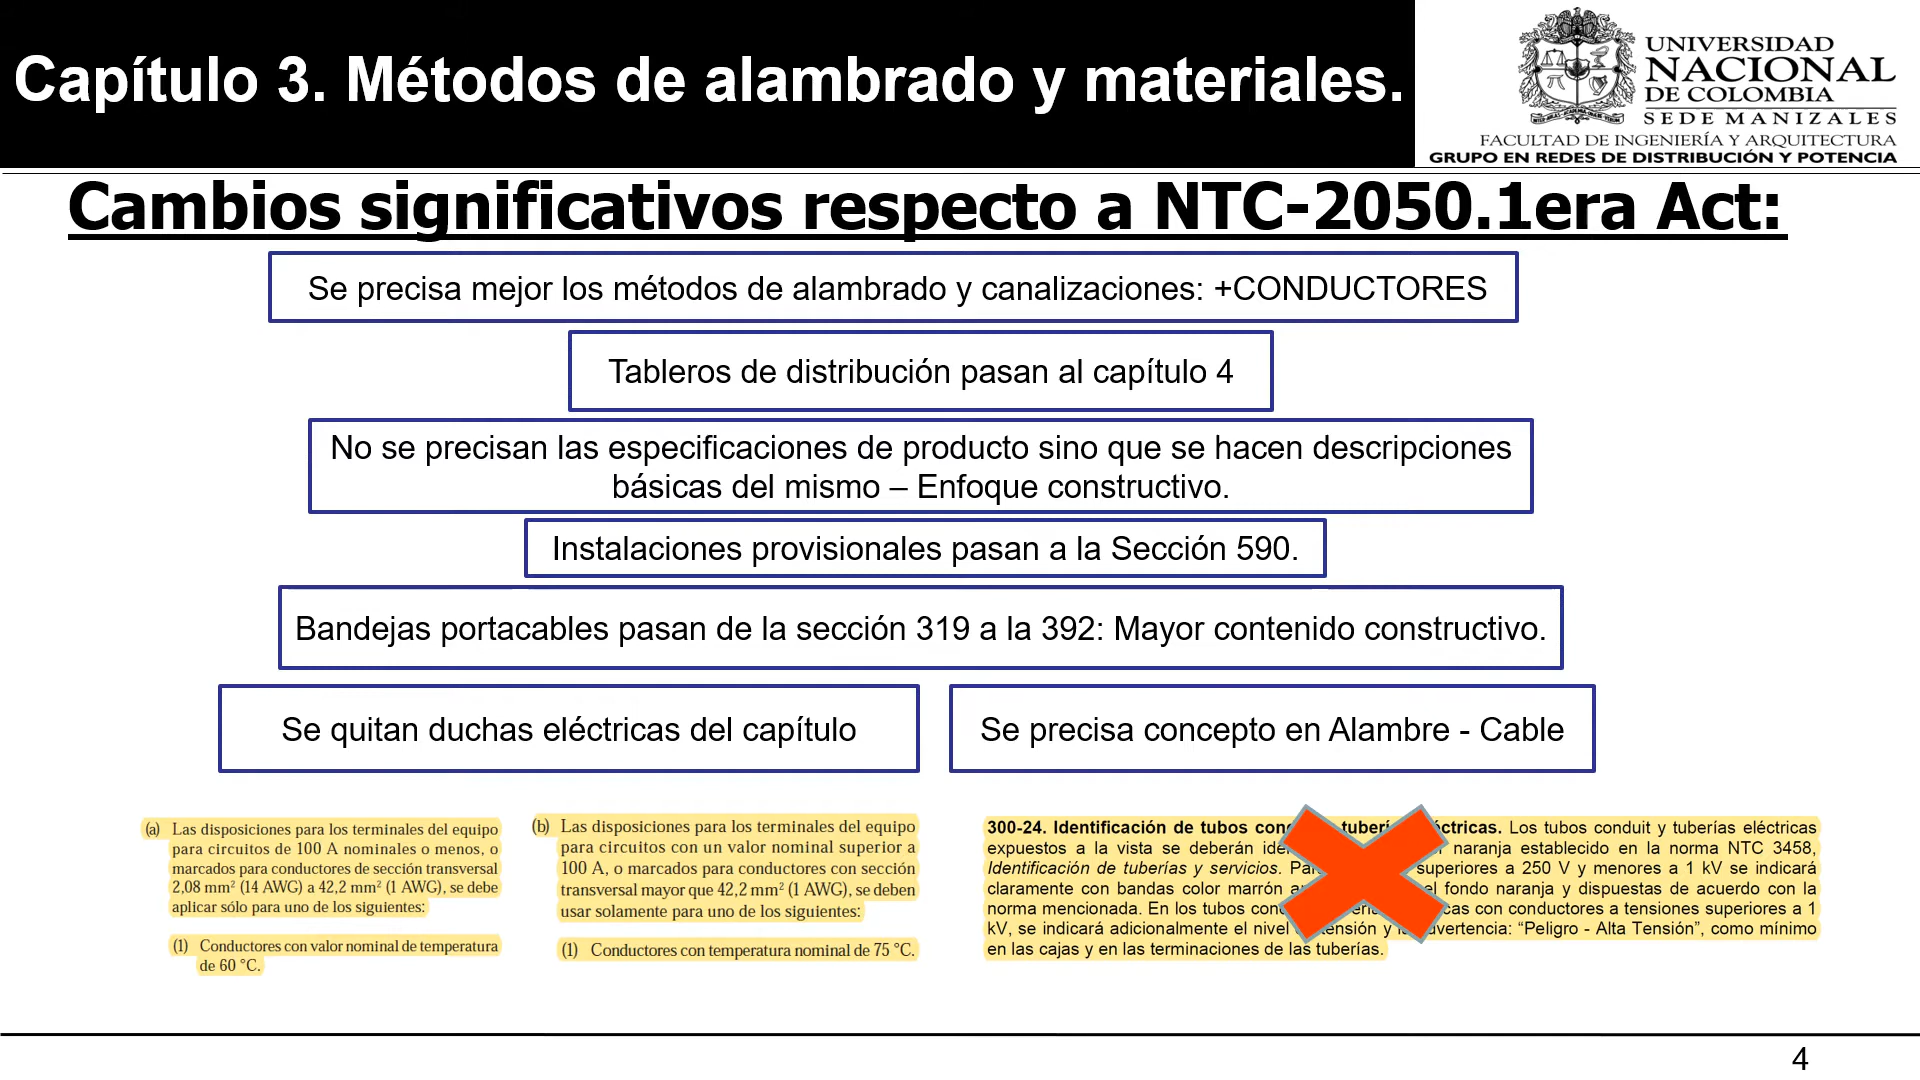 Capítulo 3. Métodos de alambrado y materiales.
UNIVERSIDAD
NACIONAL
DE COLOMBIA
SEDE MANIZALES
FACULTAD DE INGENIERÍA Y ARQUITECTURA
GRUPO EN REDES DE DISTRIBUCIÓN Y POTENCIA
Cambios significativos respecto a NTC-2050.1era Act:
Se precisa mejor los métodos de alambrado y canalizaciones: +CONDUCTORES
Tableros de distribución pasan al capítulo 4
No se precisan las especificaciones de producto sino que se hacen descripciones
básicas del mismo – Enfoque constructivo.
Instalaciones provisionales pasan a la Sección 590.
Bandejas portacables pasan de la sección 319 a la 392: Mayor contenido constructivo.
Se quitan duchas eléctricas del capítulo
Se precisa concepto en Alambre - Cable
(a) Las disposiciones para los terminales del equipo
para circuitos de 100 A nominales o menos, o
marcados para conductores de sección transversal
2,08 mm² (14 AWG) a 42,2 mm² (1 AWG), se debe
aplicar sólo para uno de los siguientes:
(1) Conductores con valor nominal de temperatura
de 60 °C.
(b) Las disposiciones para los terminales del equipo
para circuitos con un valor nominal superior a
100 A, o marcados para conductores con sección
transversal mayor que 42,2 mm² (1 AWG), se deben
usar solamente para uno de los siguientes:
(1) Conductores con temperatura nominal de 75 °C.
300-24. Identificación de tubos tuberí Los tubos conduit y tuberías eléctricas
expuestos a la vista se deberán naranja establecido en la norma NTC 3458,
Identificación de tuberías y servicios. superiores a 250 V y menores a 1 kV se indicará
claramente con bandas color marrón fondo naranja y dispuestas de acuerdo con la
norma mencionada. En los tubos con conductores a tensiones superiores a 1
kV, se indicará adicionalmente el nivel tensión y advertencia: “Peligro - Alta Tensión”, como mínimo
en las cajas y en las terminaciones de las tuberías.
4